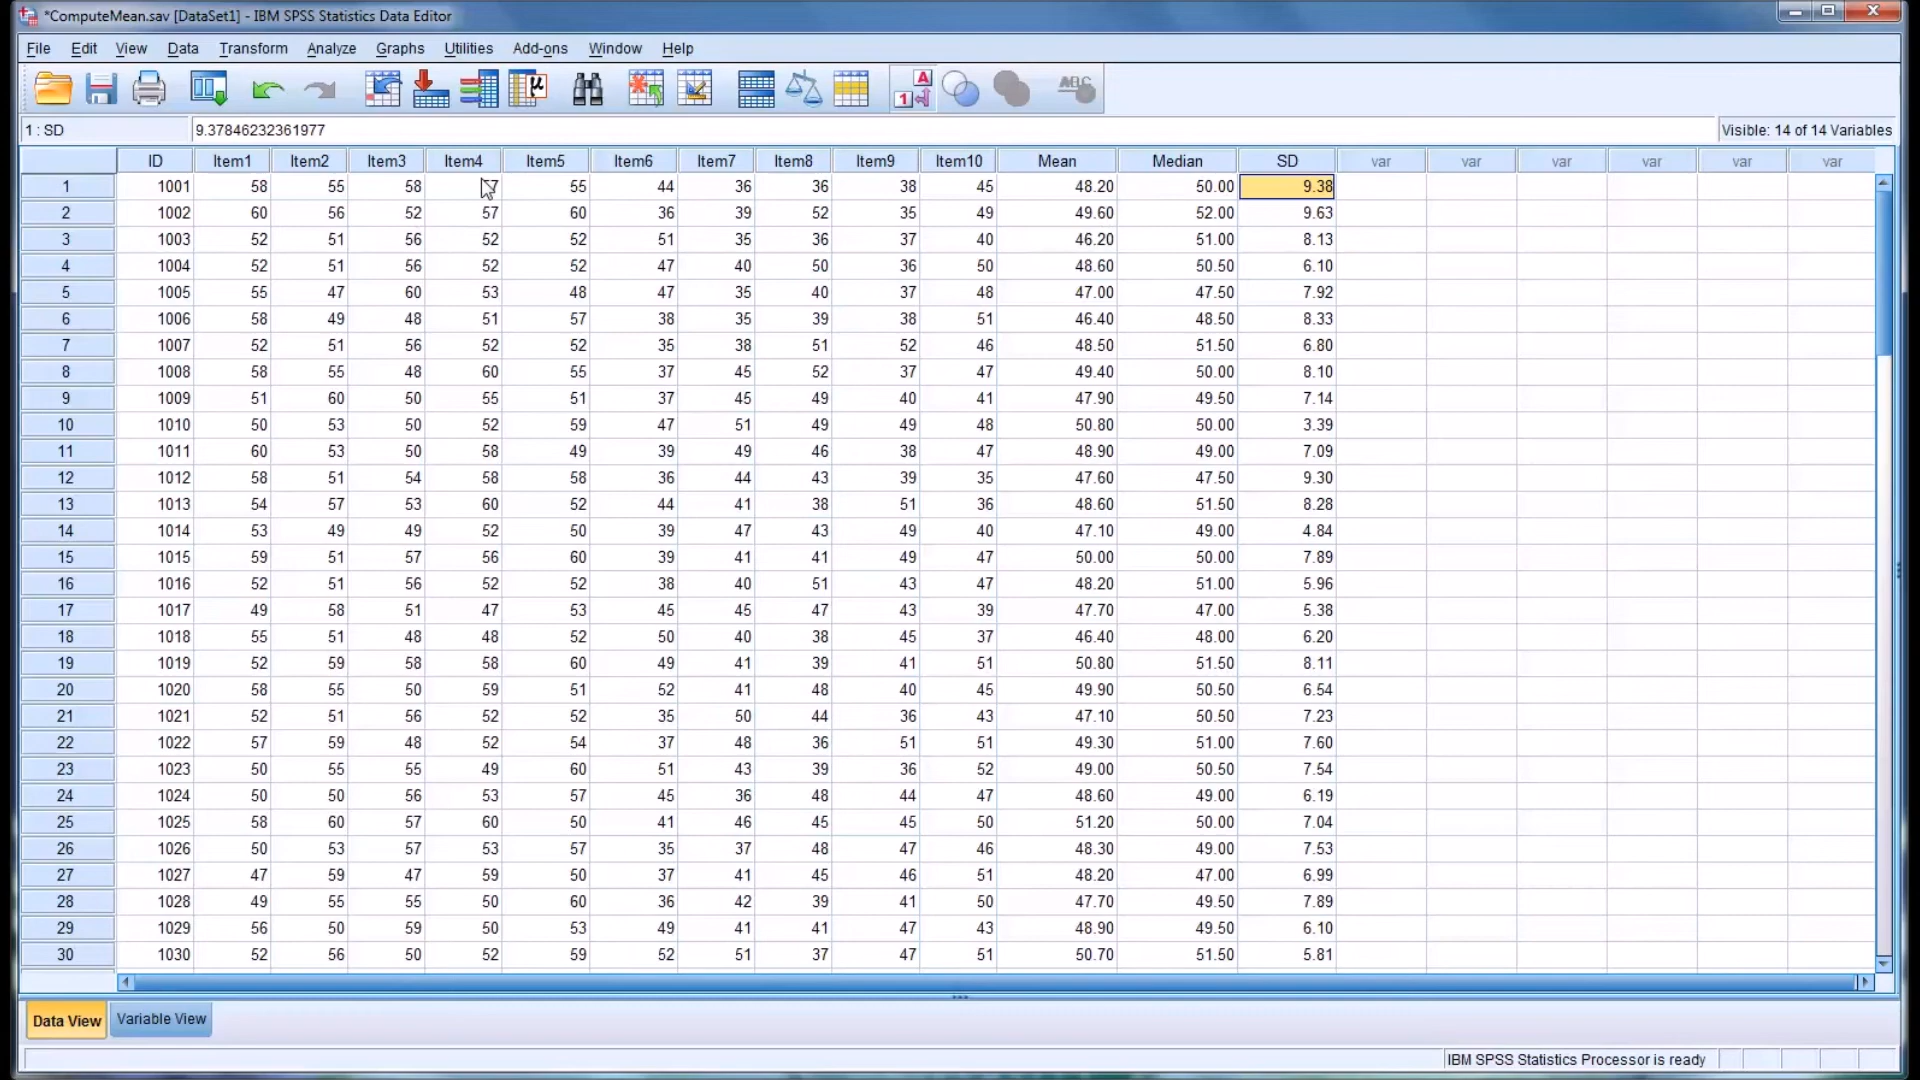 *ComputeMean.sav [DataSet1] - IBM SPSS Statistics Data Editor
File Edit View Data Transform Analyze Graphs Utilities Add-ons Window Help
1 : SD 9.37846232361977 Visible: 14 of 14 Variables
ID Item1 Item2 Item3 Item4 Item5 Item6 Item7 Item8 Item9 Item10 Mean Median SD var var var var var var
1 1001 58 55 58 55 44 36 36 38 45 48.20 50.00 9.38
2 1002 60 56 52 57 60 36 39 52 35 49 49.60 52.00 9.63
3 1003 52 51 56 52 52 51 35 36 37 40 46.20 51.00 8.13
4 1004 52 51 56 52 52 47 40 50 36 50 48.60 50.50 6.10
5 1005 55 47 60 53 48 47 35 40 37 48 47.00 47.50 7.92
6 1006 58 49 48 51 57 38 35 39 38 51 46.40 48.50 8.33
7 1007 52 51 56 52 52 35 38 51 52 46 48.50 51.50 6.80
8 1008 58 55 48 60 55 37 45 52 37 47 49.40 50.00 8.10
9 1009 51 60 50 55 51 37 45 49 40 41 47.90 49.50 7.14
10 1010 50 53 50 52 59 47 51 49 49 48 50.80 50.00 3.39
11 1011 60 53 50 58 49 39 49 46 38 47 48.90 49.00 7.09
12 1012 58 51 54 58 58 36 44 43 39 35 47.60 47.50 9.30
13 1013 54 57 53 60 52 44 41 38 51 36 48.60 51.50 8.28
14 1014 53 49 49 52 50 39 47 43 49 40 47.10 49.00 4.84
15 1015 59 51 57 56 60 39 41 41 49 47 50.00 50.00 7.89
16 1016 52 51 56 52 52 38 40 51 43 47 48.20 51.00 5.96
17 1017 49 58 51 47 53 45 45 47 43 39 47.70 47.00 5.38
18 1018 55 51 48 48 52 50 40 38 45 37 46.40 48.00 6.20
19 1019 52 59 58 58 60 49 41 39 41 51 50.80 51.50 8.11
20 1020 58 55 50 59 51 52 41 48 40 45 49.90 50.50 6.54
21 1021 52 51 56 52 52 35 50 44 36 43 47.10 50.50 7.23
22 1022 57 59 48 52 54 37 48 36 51 51 49.30 51.00 7.60
23 1023 50 55 55 49 60 51 43 39 36 52 49.00 50.50 7.54
24 1024 50 50 56 53 57 45 36 48 44 47 48.60 49.00 6.19
25 1025 58 60 57 60 50 41 46 45 45 50 51.20 50.00 7.04
26 1026 50 53 57 53 57 35 37 48 47 46 48.30 49.00 7.53
27 1027 47 59 47 59 50 37 41 45 46 51 48.20 47.00 6.99
28 1028 49 55 55 50 60 36 42 39 41 50 47.70 49.50 7.89
29 1029 56 50 59 50 53 49 41 41 47 43 48.90 49.50 6.10
30 1030 52 56 50 52 59 52 51 37 47 51 50.70 51.50 5.81
Data View Variable View
IBM SPSS Statistics Processor is ready